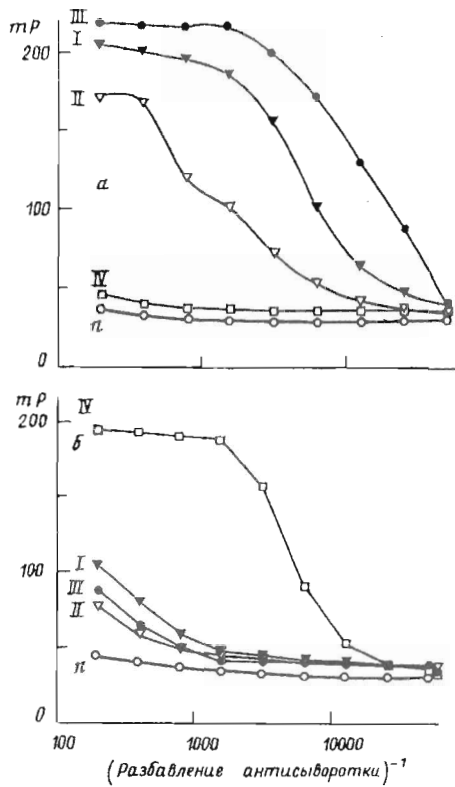 mP
III
200
I
II
a
100
IV
n
0
mP
IV
200
б
100
I
III
II
n
0
100
1000
10000
(Разбавление антисыворотки)⁻¹